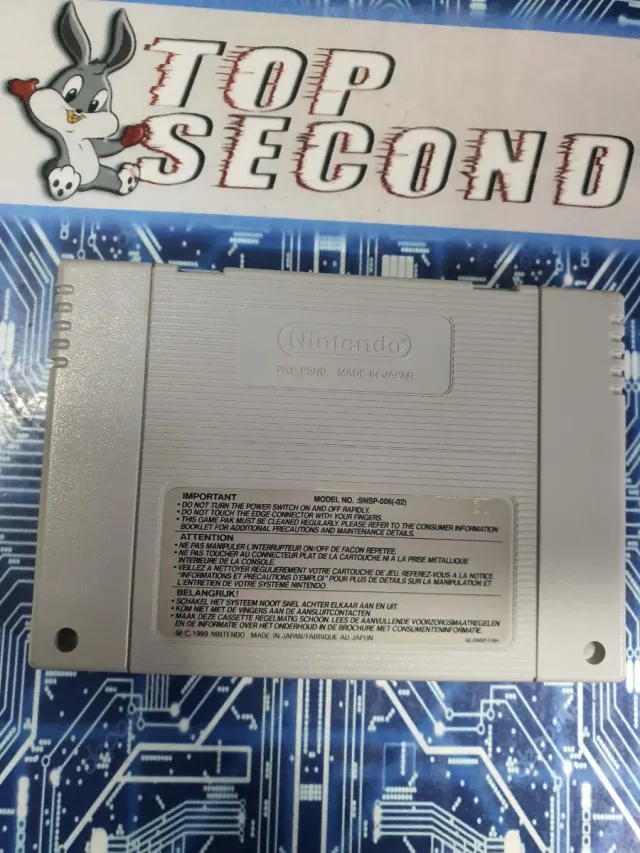 TOP
SECOND
Nintendo
PAT. PEND. MADE IN JAPAN
IMPORTANT MODEL NO. :SNSP-006(-02)
• DO NOT TURN THE POWER SWITCH ON AND OFF RAPIDLY.
• DO NOT TOUCH THE EDGE CONNECTOR WITH YOUR FINGERS.
• THIS GAME PAK MUST BE CLEANED REGULARLY. PLEASE REFER TO THE CONSUMER INFORMATION
BOOKLET FOR ADDITIONAL PRECAUTIONS AND MAINTENANCE DETAILS.
ATTENTION
• NE PAS MANIPULER L'INTERRUPTEUR ON/OFF DE FACON REPETEE.
• NE PAS TOUCHER AU CONNECTEUR PLAT DE LA CARTOUCHE NI A LA PRISE METALLIQUE
INTERIEURE DE LA CONSOLE.
• VEILLEZ A NETTOYER REGULIEREMENT VOTRE CARTOUCHE DE JEU. REFEREZ-VOUS A LA NOTICE
"INFORMATIONS ET PRECAUTIONS D'EMPLOI" POUR PLUS DE DETAILS SUR LA MANIPULATION ET
L'ENTRETIEN DE VOTRE SYSTEME NINTENDO.
BELANGRIJK!
• SCHAKEL HET SYSTEEM NOOIT SNEL ACHTER ELKAAR AAN EN UIT.
• KOM NIET MET DE VINGERS AAN DE AANSLUITCONTACTEN.
• MAAK DEZE CASSETTE REGELMATIG SCHOON. LEES DE AANVULLENDE VOORZORGSMAATREGELEN
EN DE INFORMATIE OVER HET ONDERHOUD IN DE BROCHURE MET CONSUMENTENINFORMATIE.
M/C, 1993 NINTENDO MADE IN JAPAN/FABRIQUE AU JAPON